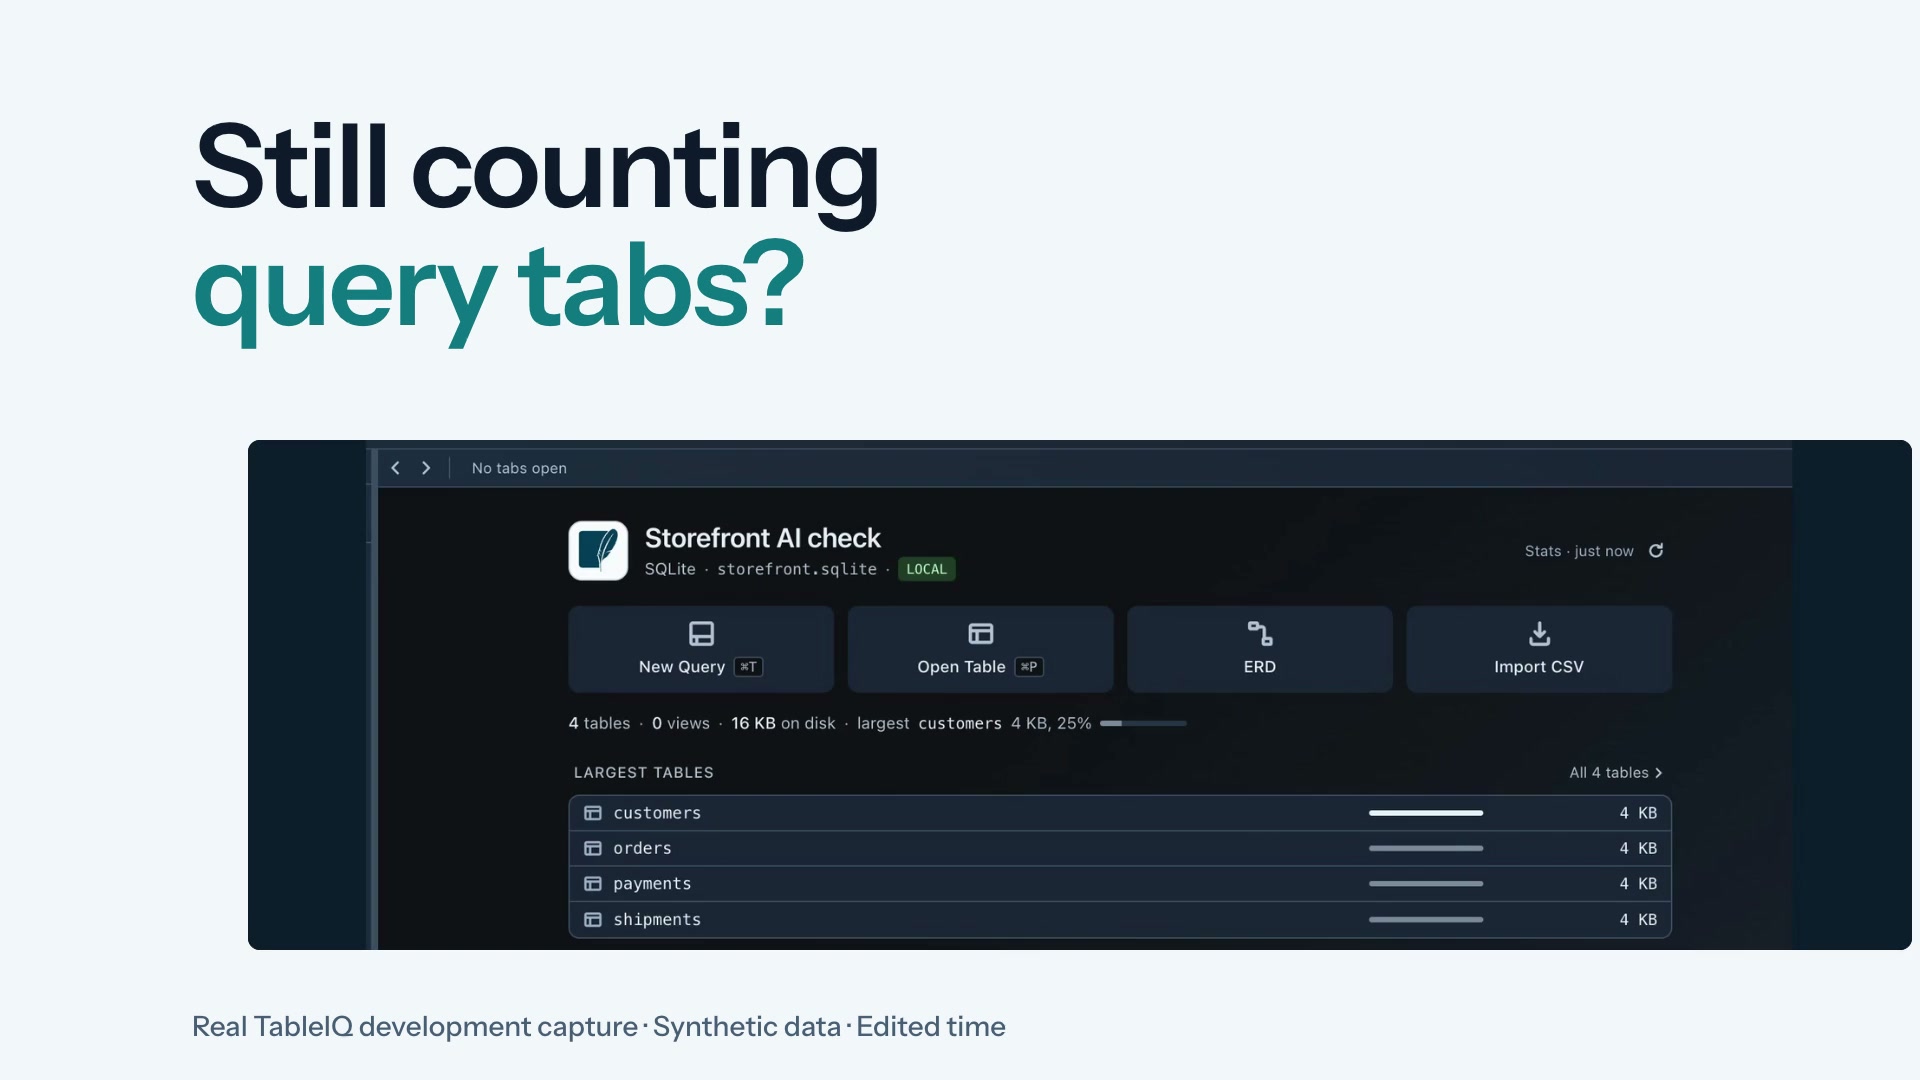 Still counting
query tabs?
No tabs open
Storefront AI check
SQLite · storefront.sqlite · LOCAL
Stats · just now
New Query ⌘T
Open Table ⌘P
ERD
Import CSV
4 tables · 0 views · 16 KB on disk · largest customers 4 KB, 25%
LARGEST TABLES
All 4 tables
customers 4 KB
orders 4 KB
payments 4 KB
shipments 4 KB
Real TableIQ development capture · Synthetic data · Edited time